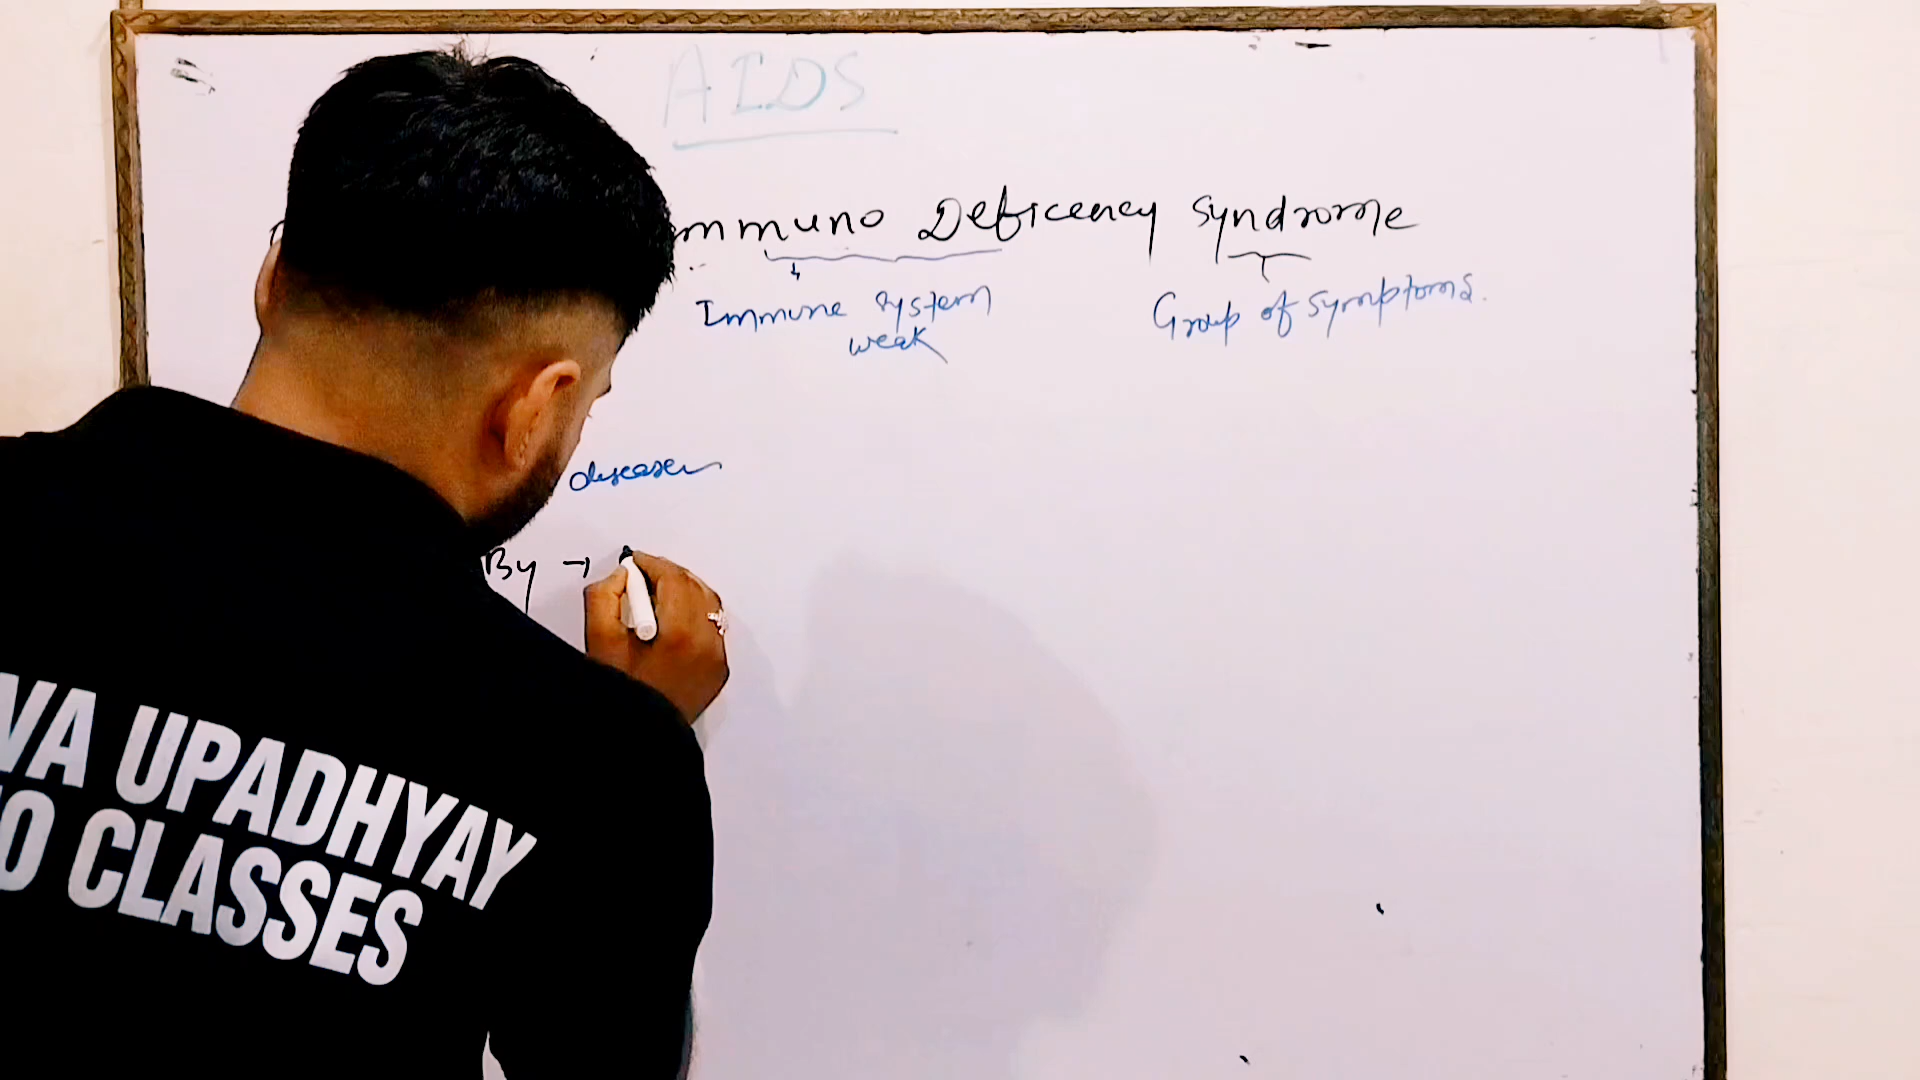 AIDS
mmuno Deficency Syndrome
Immune System
weak
Group of Symptoms.
diseases
By →
VA UPADHYAY
O CLASSES